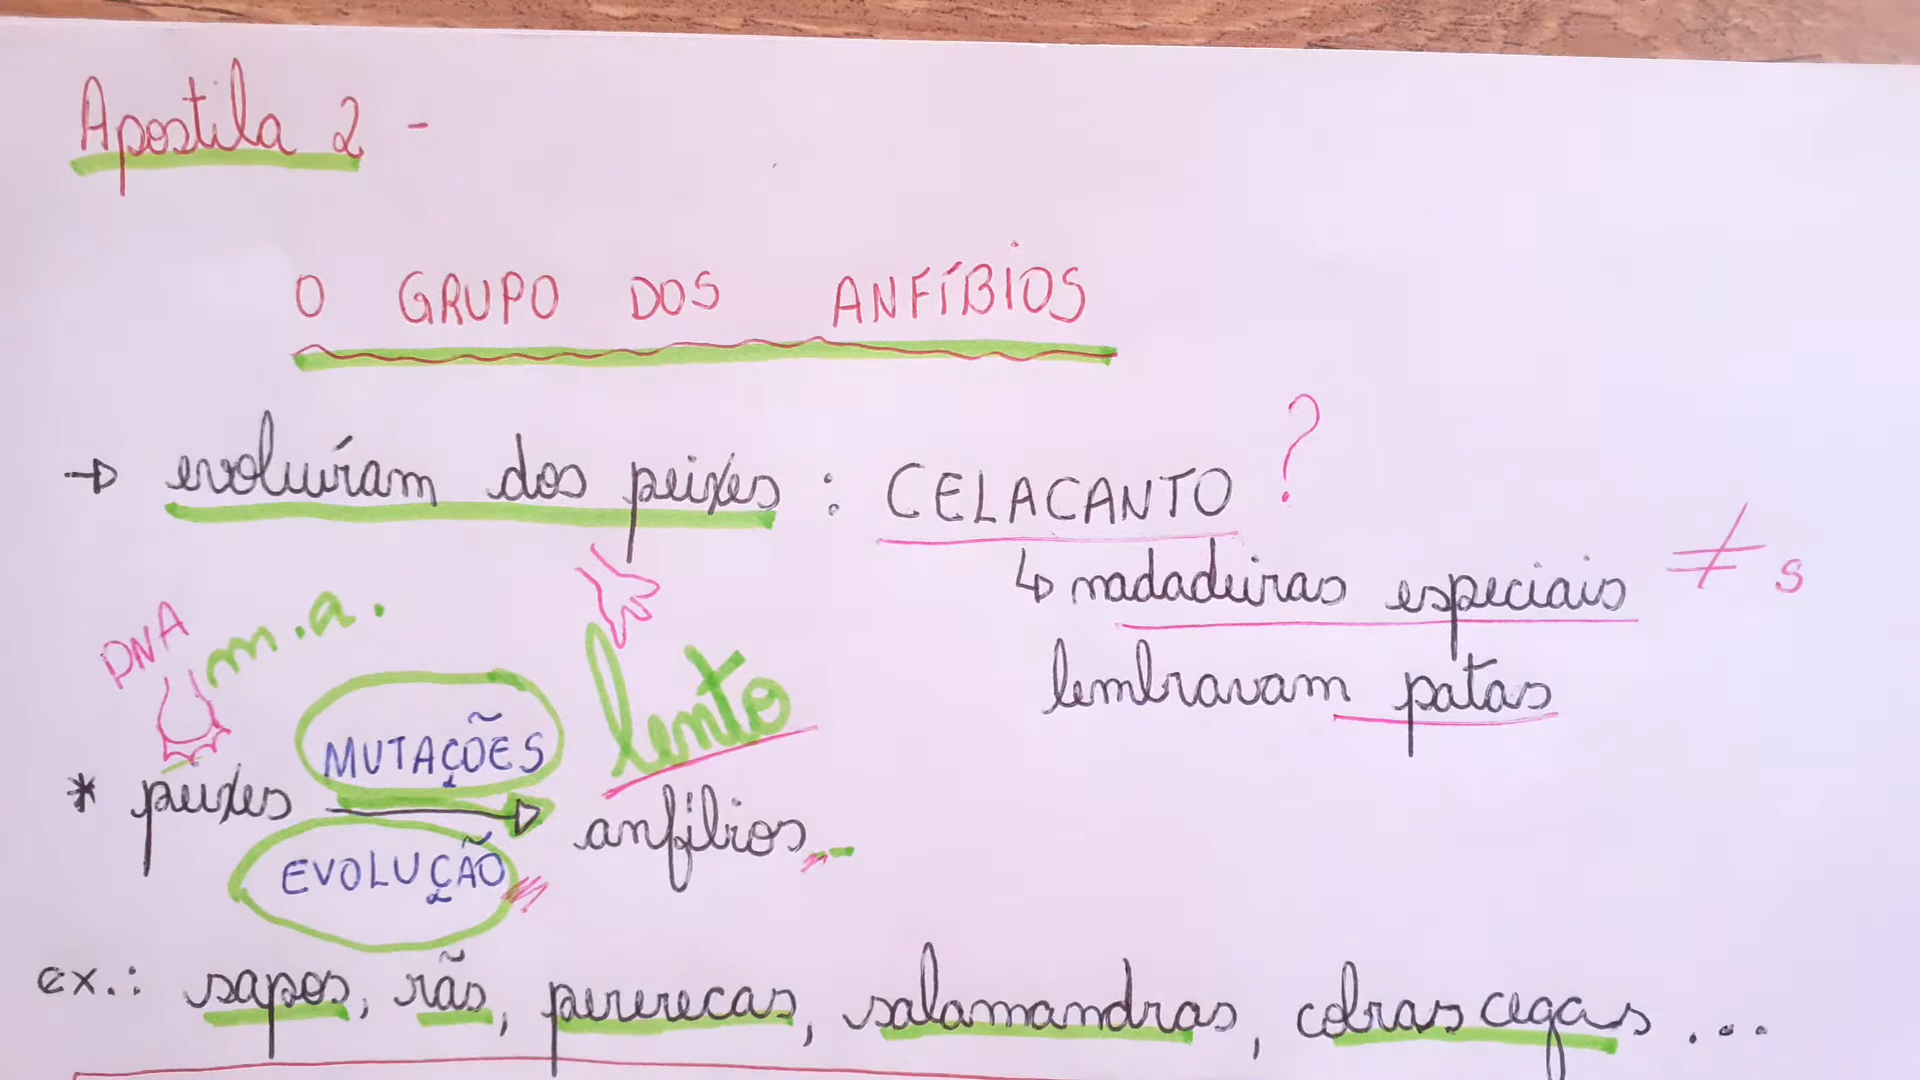 Apostila 2 -
O GRUPO DOS ANFÍBIOS
→ evoluíram dos peixes : CELACANTO ?
↳ nadadeiras especiais ≠ s
lembravam patas
DNA m.a.
MUTAÇÕES lento
* peixes → anfíbios
EVOLUÇÃO
ex.: sapos, rãs, pererecas, salamandras, cobras cegas ...